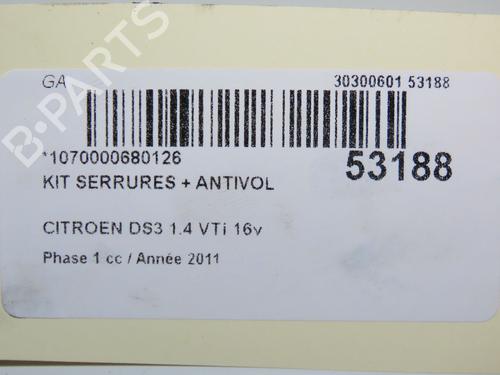 GA 30300601 53188
*1070000680126 53188
KIT SERRURES + ANTIVOL
CITROEN DS3 1.4 VTi 16v
Phase 1 cc / Année 2011
B-PARTS